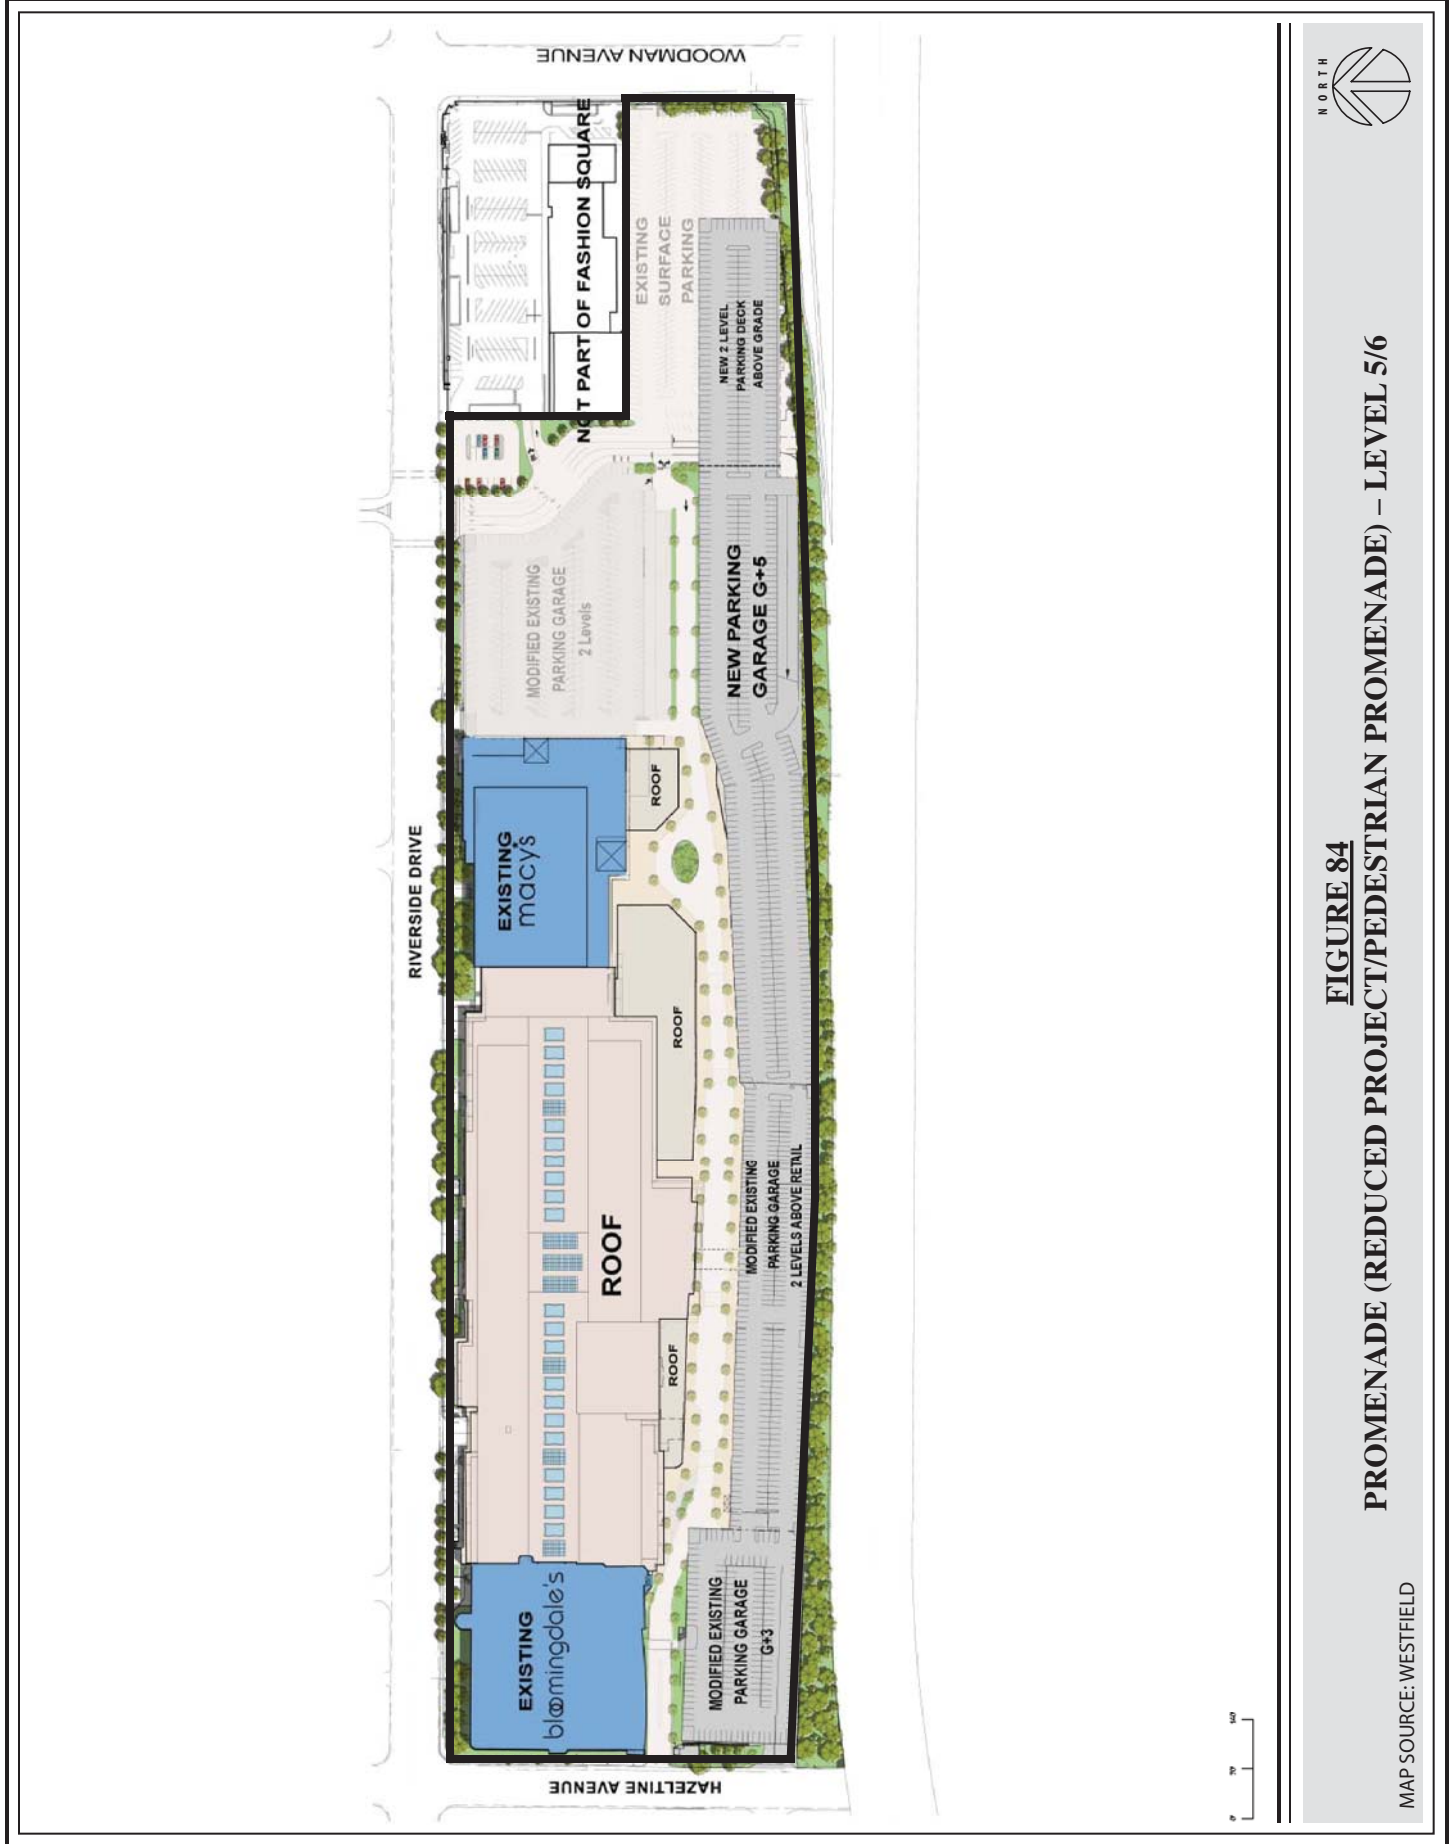 WOODMAN AVENUE
NOT PART OF FASHION SQUARE
EXISTING
SURFACE
PARKING
NEW 2 LEVEL
PARKING DECK
ABOVE GRADE
MODIFIED EXISTING
PARKING GARAGE
2 Levels
NEW PARKING
GARAGE G+5
RIVERSIDE DRIVE
EXISTING
macy's
ROOF
ROOF
ROOF
ROOF
MODIFIED EXISTING
PARKING GARAGE
2 LEVELS ABOVE RETAIL
EXISTING
bloomingdale's
MODIFIED EXISTING
PARKING GARAGE
G+3
HAZELTINE AVENUE
NORTH
FIGURE 84
PROMENADE (REDUCED PROJECT/PEDESTRIAN PROMENADE) – LEVEL 5/6
MAP SOURCE: WESTFIELD